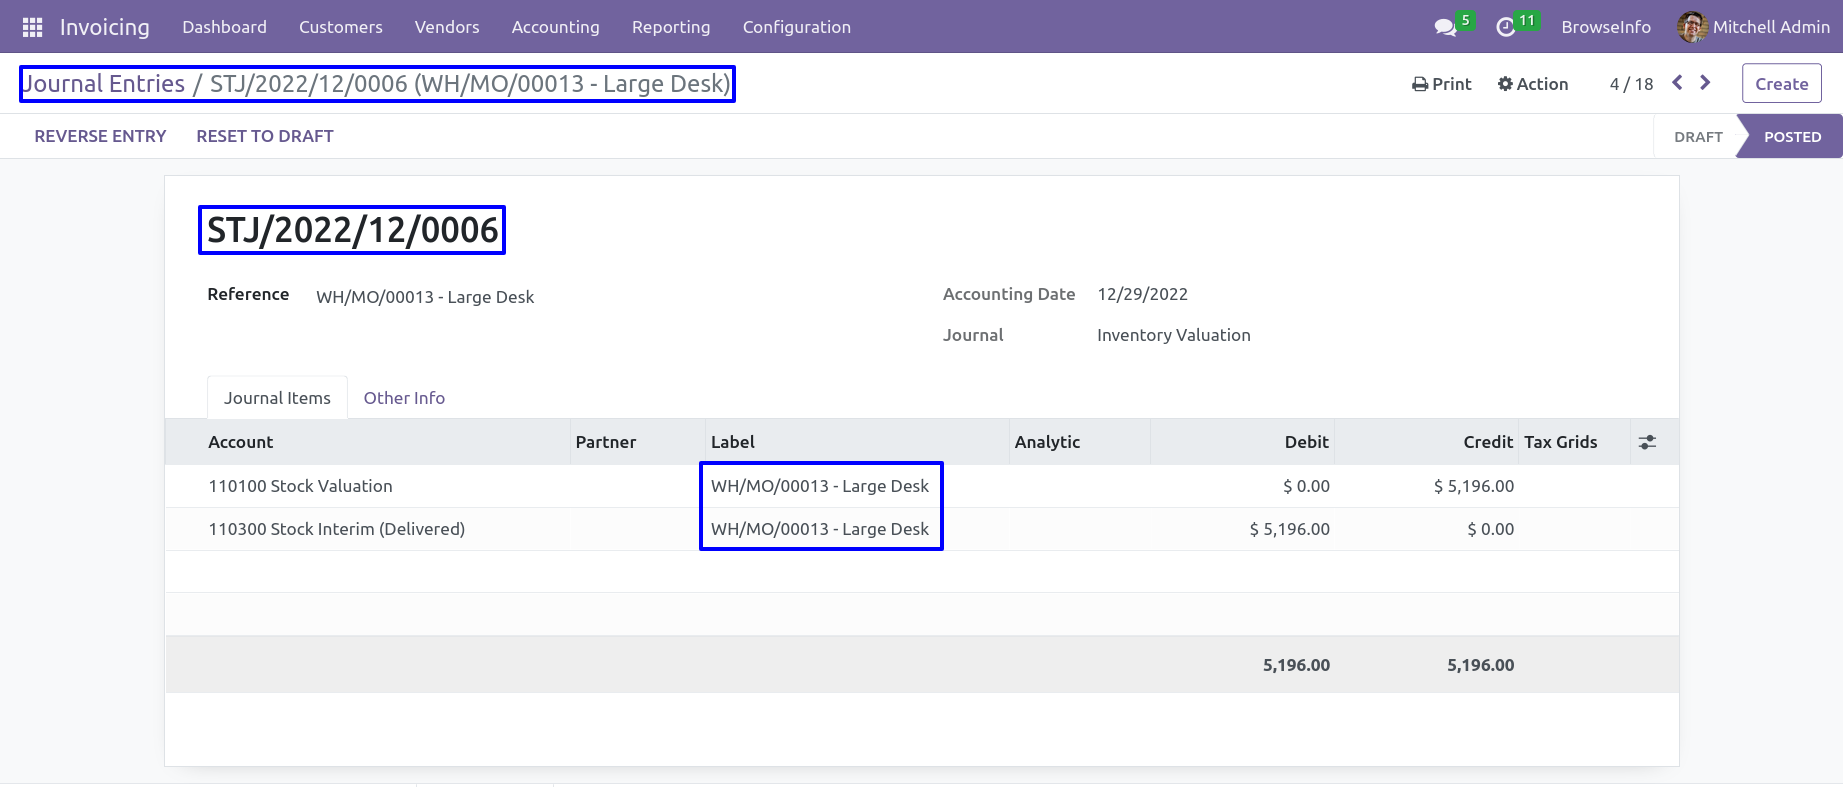 Invoicing Dashboard Customers Vendors Accounting Reporting Configuration 5 11 BrowseInfo Mitchell Admin
Journal Entries / STJ/2022/12/0006 (WH/MO/00013 - Large Desk) Print Action 4 / 18 Create
REVERSE ENTRY RESET TO DRAFT DRAFT POSTED
STJ/2022/12/0006
Reference WH/MO/00013 - Large Desk Accounting Date 12/29/2022
Journal Inventory Valuation
Journal Items Other Info
Account Partner Label Analytic Debit Credit Tax Grids
110100 Stock Valuation WH/MO/00013 - Large Desk $ 0.00 $ 5,196.00
110300 Stock Interim (Delivered) WH/MO/00013 - Large Desk $ 5,196.00 $ 0.00
5,196.00 5,196.00